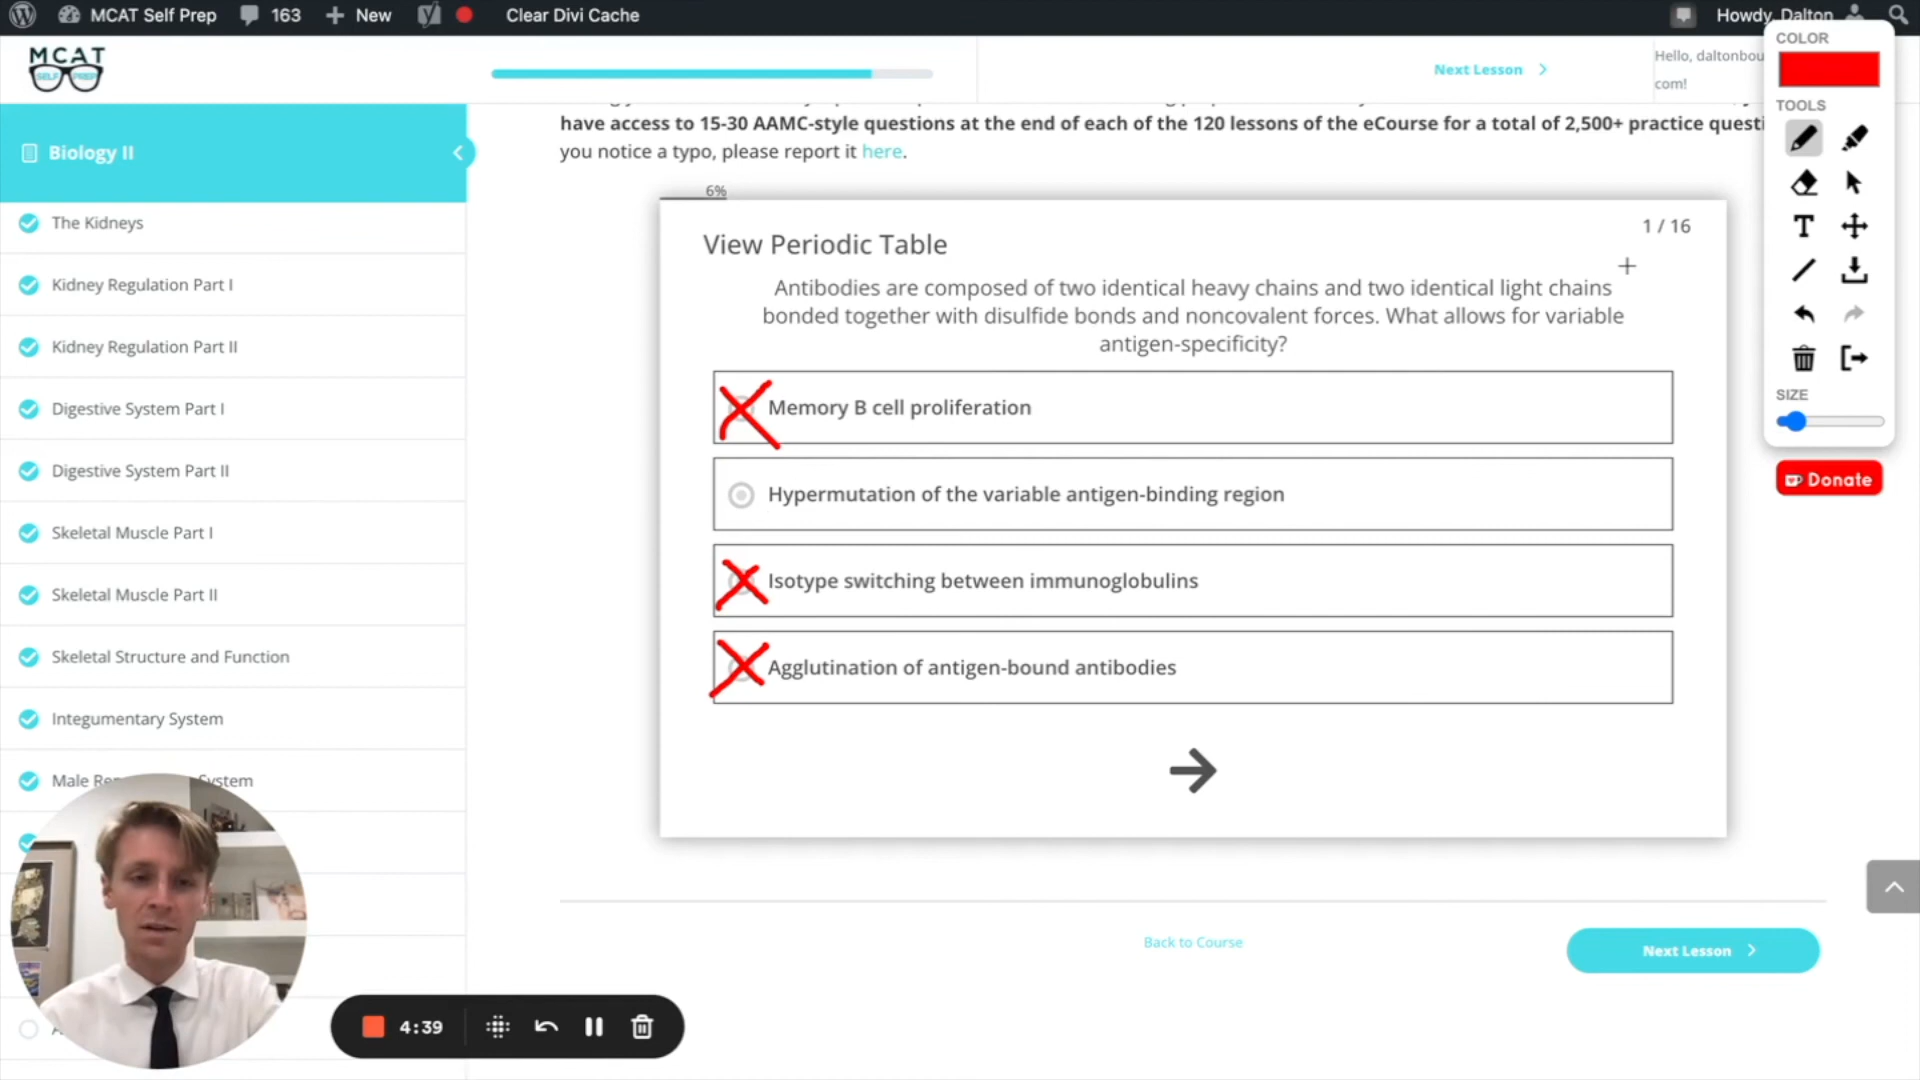 MCAT Self Prep
163
New
Clear Divi Cache
Howdy, Dalton
MCAT
SELF PREP
Next Lesson
Hello, daltonbou
com!
COLOR
TOOLS
SIZE
Donate
Biology II
The Kidneys
Kidney Regulation Part I
Kidney Regulation Part II
Digestive System Part I
Digestive System Part II
Skeletal Muscle Part I
Skeletal Muscle Part II
Skeletal Structure and Function
Integumentary System
Male Re System
have access to 15-30 AAMC-style questions at the end of each of the 120 lessons of the eCourse for a total of 2,500+ practice questi
you notice a typo, please report it here.
6%
1 / 16
View Periodic Table
Antibodies are composed of two identical heavy chains and two identical light chains
bonded together with disulfide bonds and noncovalent forces. What allows for variable
antigen-specificity?
Memory B cell proliferation
Hypermutation of the variable antigen-binding region
Isotype switching between immunoglobulins
Agglutination of antigen-bound antibodies
Back to Course
Next Lesson
4:39